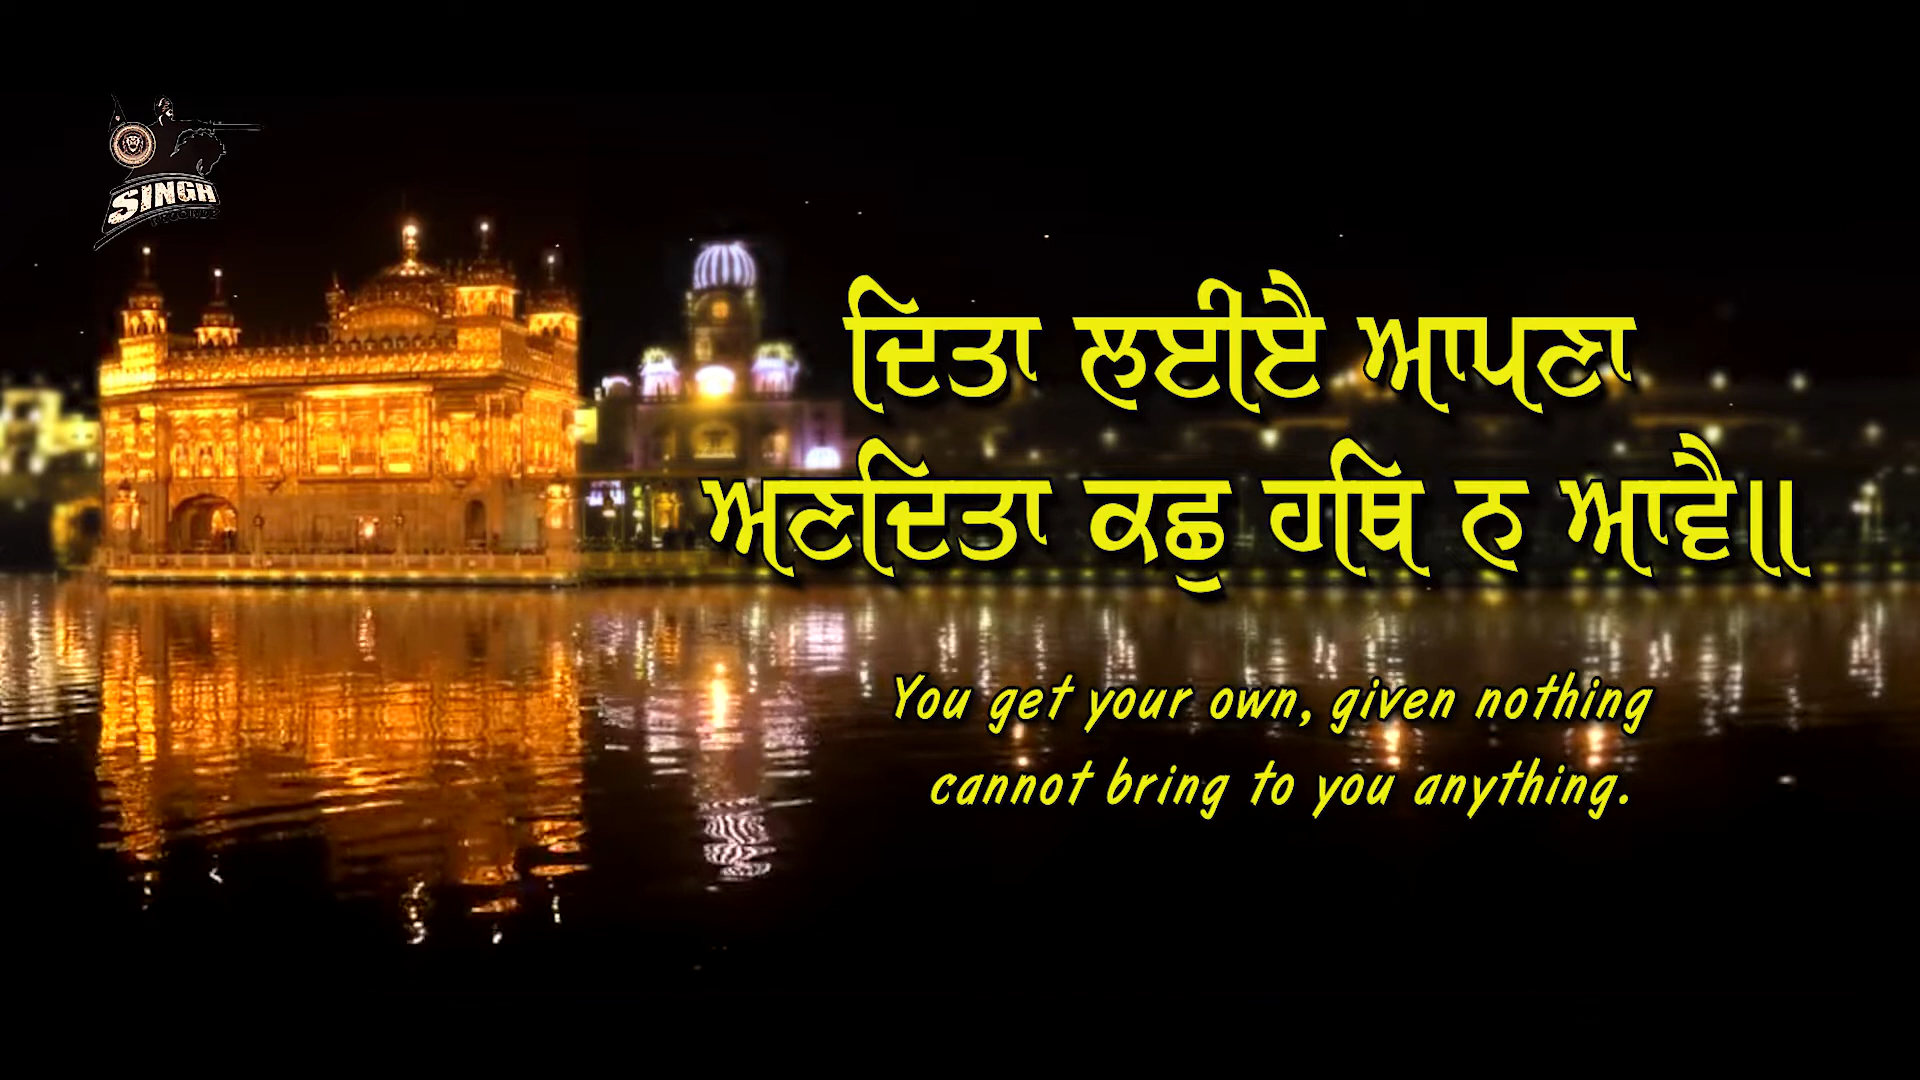 SINGH
ਦਿਤਾ ਲਈਐ ਆਪਣਾ
ਅਣਦਿਤਾ ਕਛੁ ਹਥਿ ਨ ਆਵੈ॥
You get your own, given nothing
cannot bring to you anything.